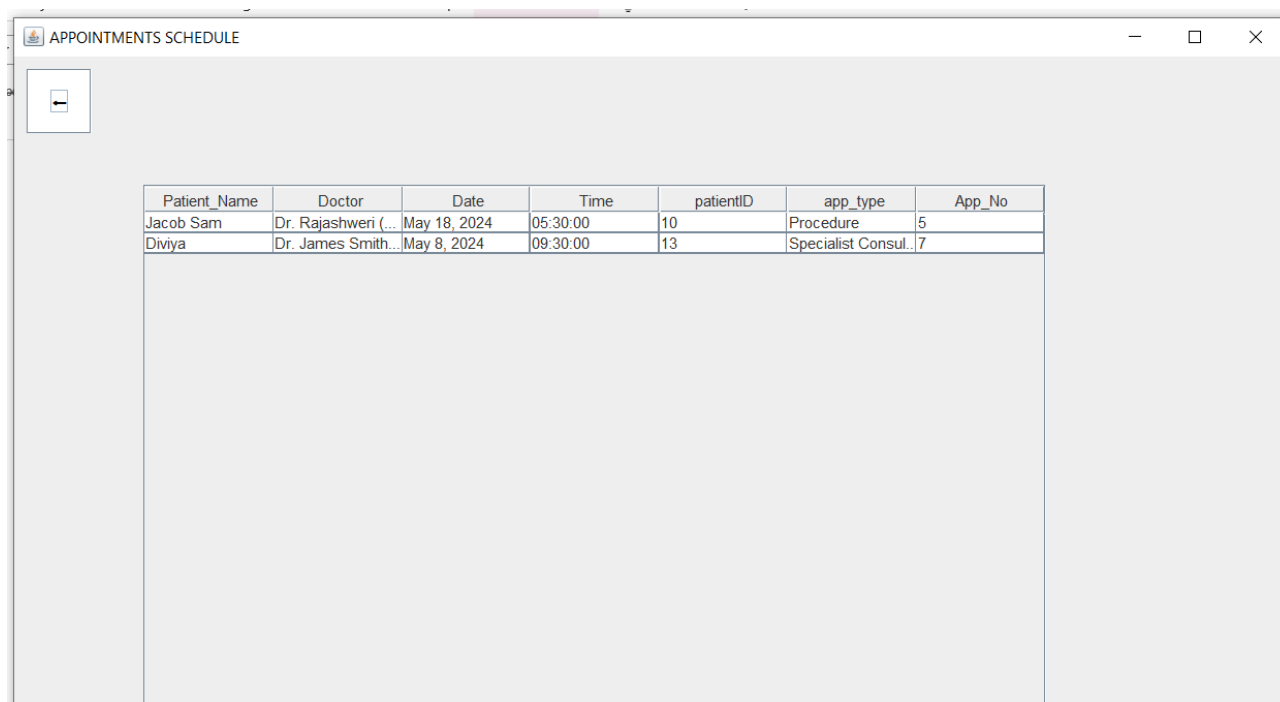 APPOINTMENTS SCHEDULE
Patient_Name Doctor Date Time patientID app_type App_No
Jacob Sam Dr. Rajashweri (... May 18, 2024 05:30:00 10 Procedure 5
Diviya Dr. James Smith... May 8, 2024 09:30:00 13 Specialist Consul... 7